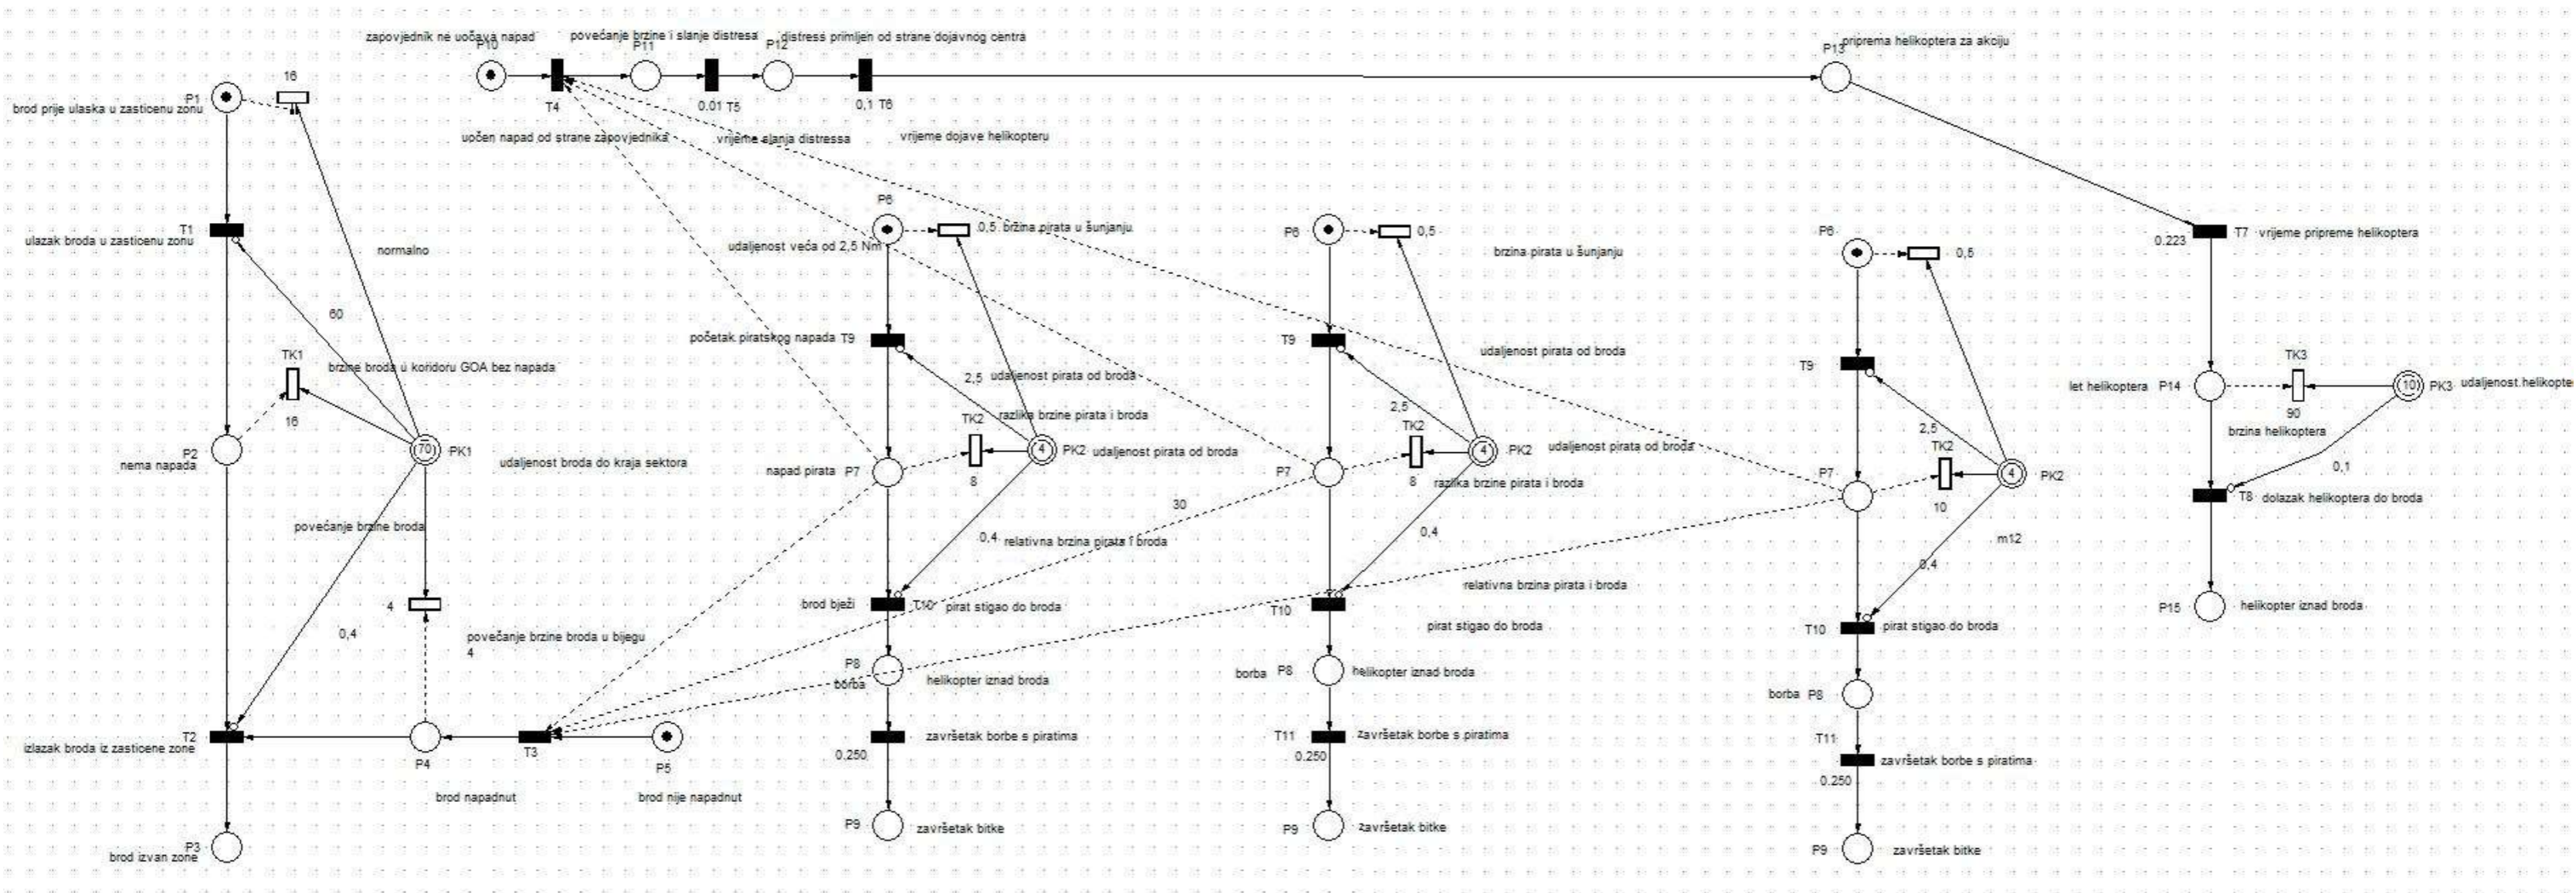 zapovjednik ne uočava napad
povećanje brzine i slanje distresa
distress primljen od strane dojavnog centra
priprema helikoptera za akciju
P10
P11
P12
P13
16
P1
brod prije ulaska u zasticenu zonu
T4
0.01 T5
0,1 T6
uočen napad od strane zapovjednika
vrijeme slanja distressa
vrijeme dojave helikopteru
T1
ulazak broda u zasticenu zonu
normalno
60
TK1
brzine broda u koridoru GOA bez napada
16
P2
nema napada
70
PK1
udaljenost broda do kraja sektora
povećanje brzine broda
4
0,4
povečanje brzine broda u bijegu
4
T2
izlazak broda iz zasticene zone
P4
T3
P5
brod napadnut
brod nije napadnut
P3
brod izvan zone
P6
0,5 brzina pirata u šunjanju
udaljenost veća od 2,5 Nm
početak piratskog napada T9
2,5 udaljenost pirata od broda
TK2 razlika brzine pirata i broda
4
PK2 udaljenost pirata od broda
napad pirata P7
8
0,4 relativna brzina pirata i broda
brod bježi
T10 pirat stigao do broda
P8
borba
helikopter iznad broda
završetak borbe s piratima
0,250
P9
završetak bitke
30
P6
0,5
brzina pirata u šunjanju
T9
udaljenost pirata od broda
2,5
TK2
4
PK2
udaljenost pirata od broda
P7
8
razlika brzine pirata i broda
0,4
relativna brzina pirata i broda
T10
pirat stigao do broda
borba P8
helikopter iznad broda
T11
završetak borbe s piratima
0.250
P9
završetak bitke
P6
0,5
T9
2,5
TK2
4
PK2
P7
10
m12
0,4
T10
pirat stigao do broda
borba P8
T11
završetak borbe s piratima
0.250
P9
završetak bitke
0.223
T7 vrijeme pripreme helikoptera
TK3
let helikoptera P14
10
PK3 udaljenost helikopte
90
brzina helikoptera
0,1
T8 dolazak helikoptera do broda
P15
helikopter iznad broda